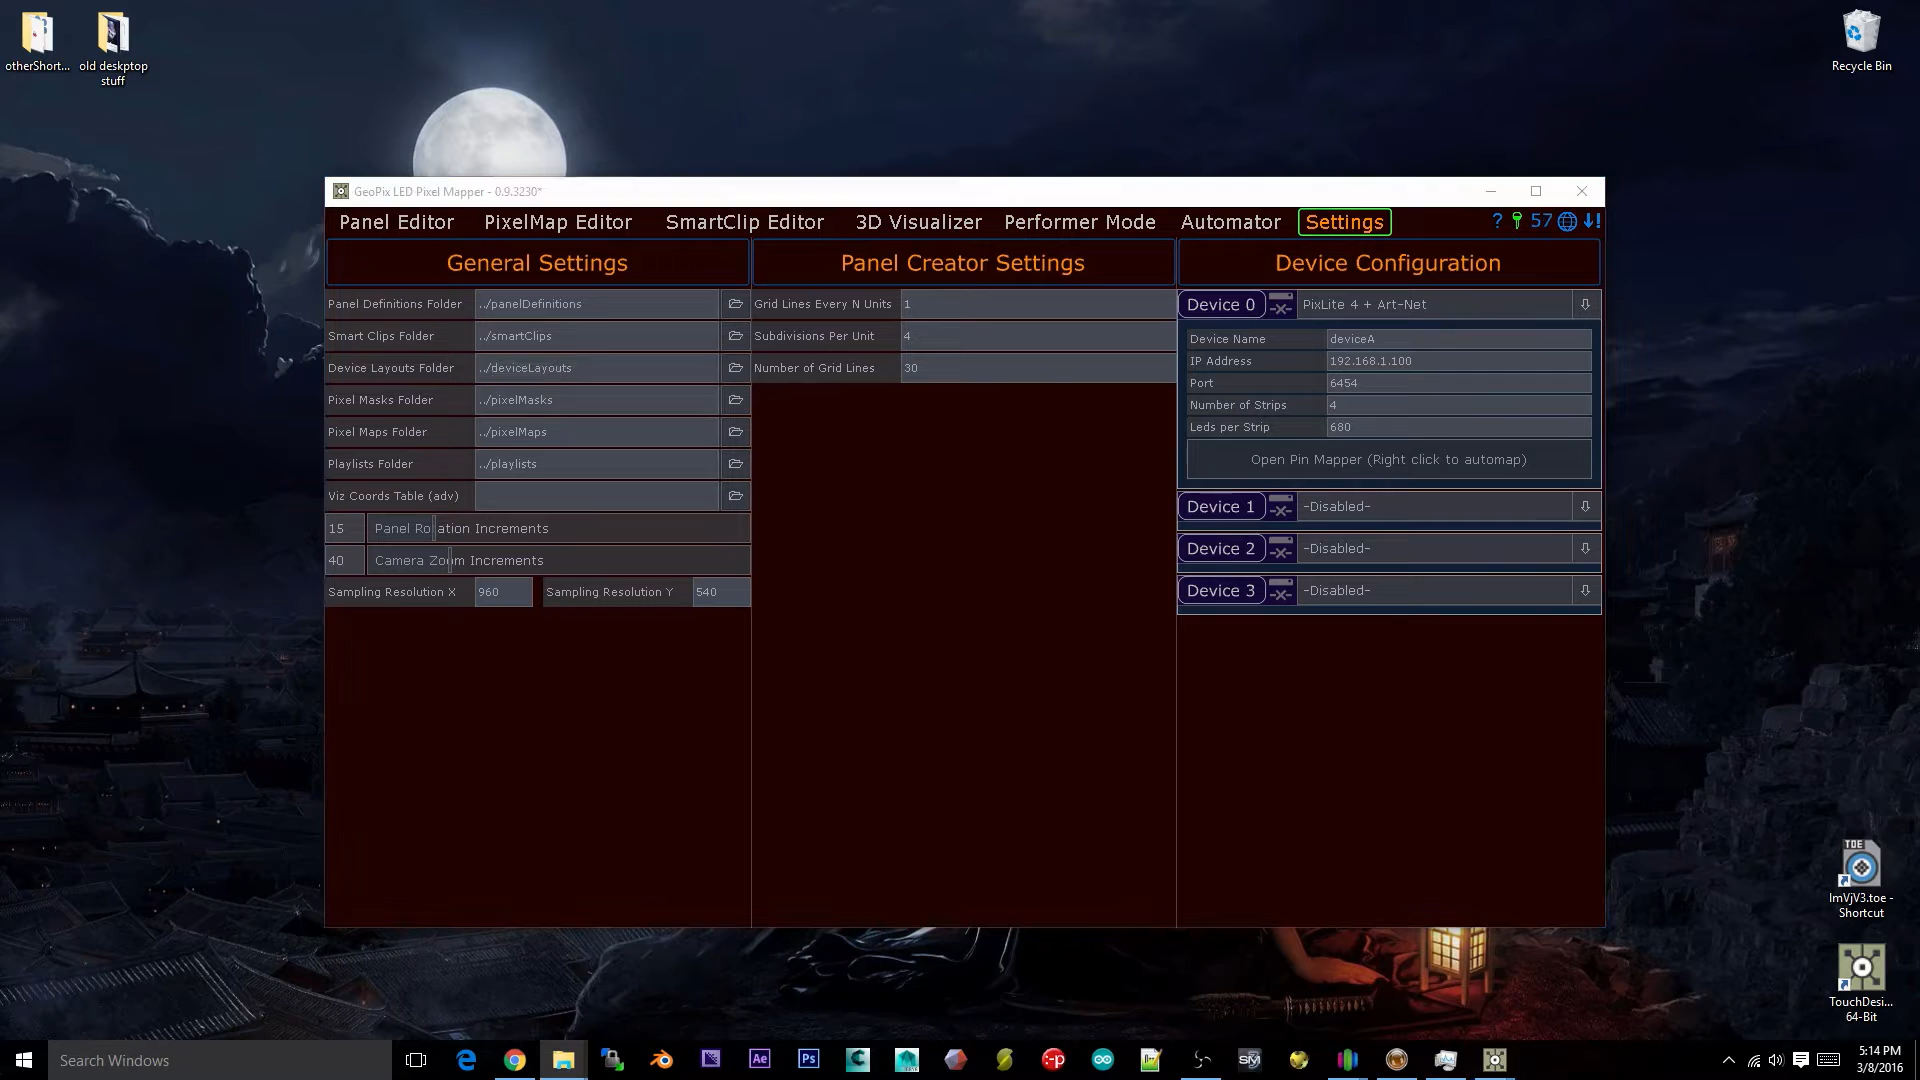 otherShort...
old deskptop
stuff
Recycle Bin
GeoPix LED Pixel Mapper - 0.9.3230*
Panel Editor PixelMap Editor SmartClip Editor 3D Visualizer Performer Mode Automator Settings ? 57
General Settings
Panel Definitions Folder ../panelDefinitions
Smart Clips Folder ../smartClips
Device Layouts Folder ../deviceLayouts
Pixel Masks Folder ../pixelMasks
Pixel Maps Folder ../pixelMaps
Playlists Folder ../playlists
Viz Coords Table (adv)
15 Panel Rotation Increments
40 Camera Zoom Increments
Sampling Resolution X 960 Sampling Resolution Y 540
Panel Creator Settings
Grid Lines Every N Units 1
Subdivisions Per Unit 4
Number of Grid Lines 30
Device Configuration
Device 0 PixLite 4 + Art-Net
Device Name deviceA
IP Address 192.168.1.100
Port 6454
Number of Strips 4
Leds per Strip 680
Open Pin Mapper (Right click to automap)
Device 1 -Disabled-
Device 2 -Disabled-
Device 3 -Disabled-
TOE
ImVjV3.toe -
Shortcut
TouchDesi...
64-Bit
Search Windows
Ae
Ps
:-p
SM
5:14 PM
3/8/2016